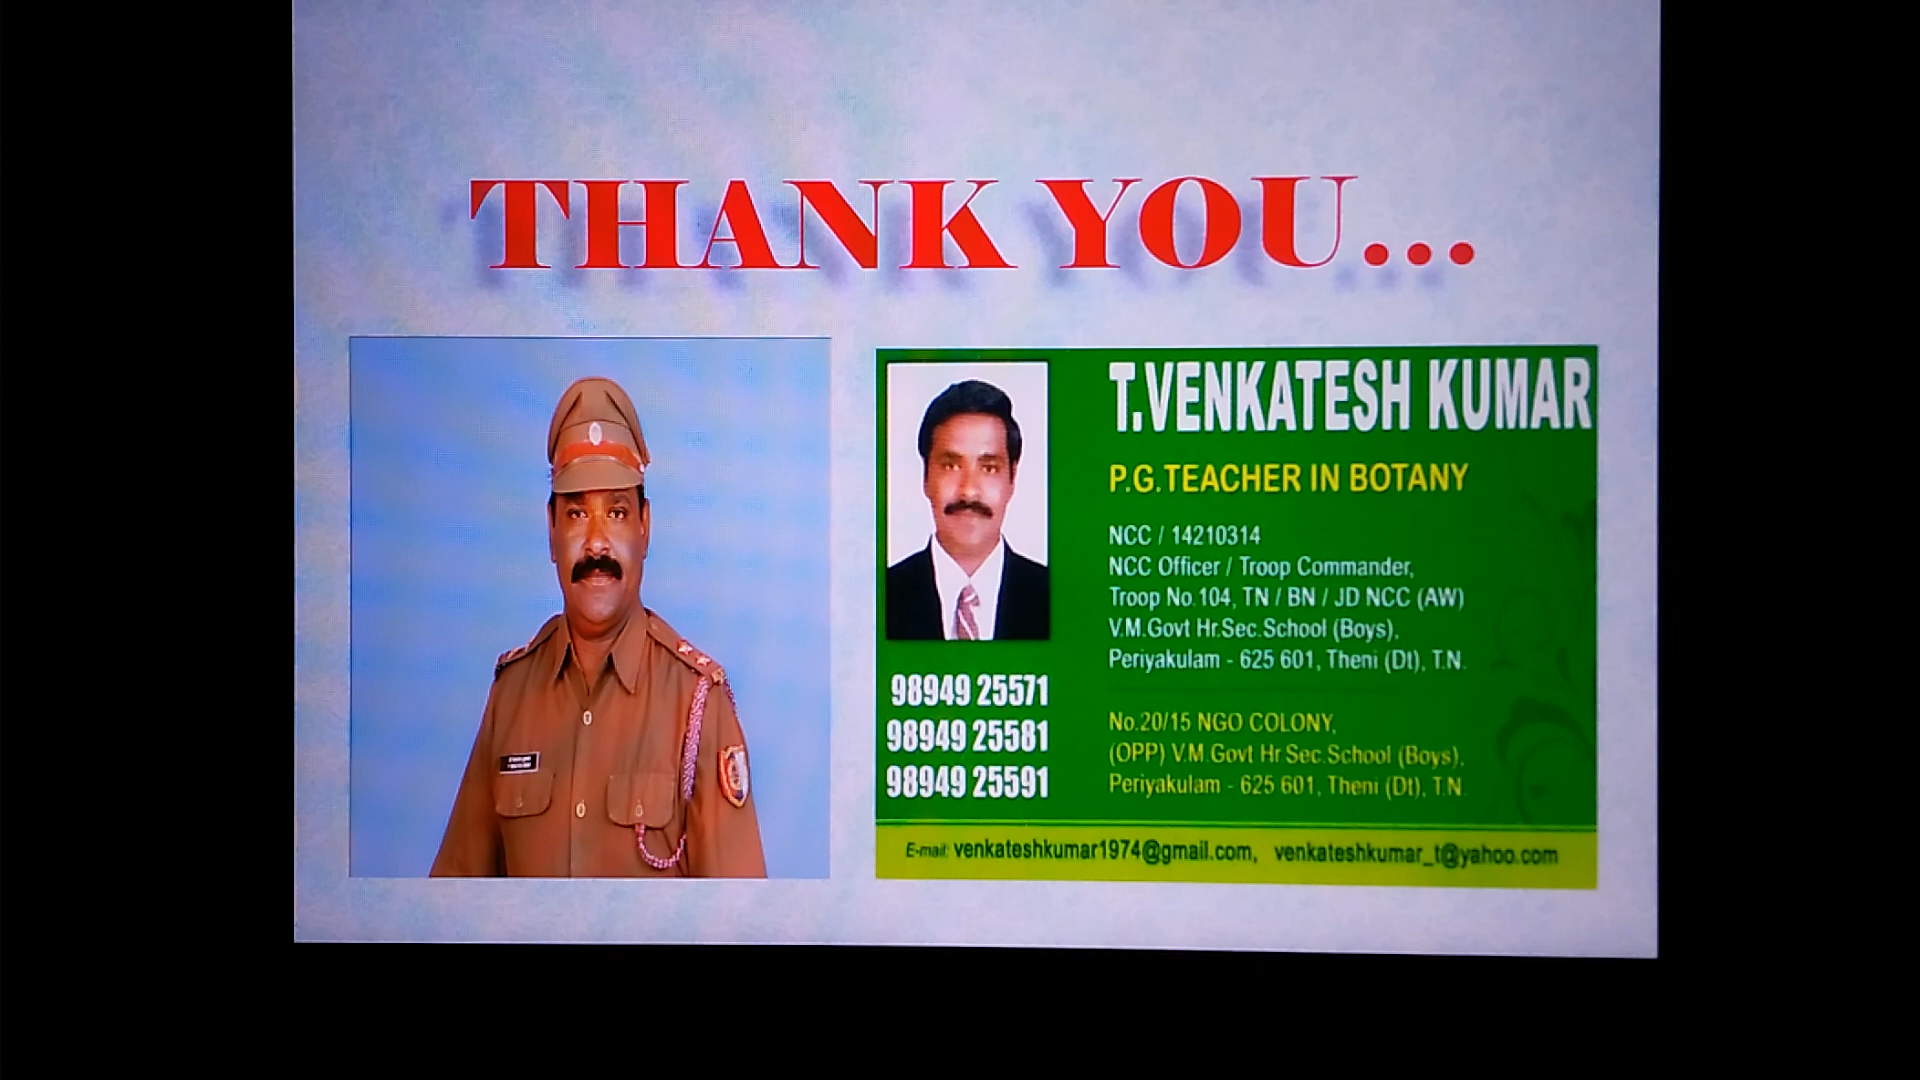 THANK YOU...
T.VENKATESH KUMAR
P.G.TEACHER IN BOTANY
NCC / 14210314
NCC Officer / Troop Commander,
Troop No.104, TN / BN / JD NCC (AW)
V.M.Govt Hr.Sec.School (Boys),
Periyakulam - 625 601, Theni (Dt), T.N.
98949 25571
98949 25581
98949 25591
No.20/15 NGO COLONY,
(OPP) V.M.Govt Hr.Sec.School (Boys),
Periyakulam - 625 601, Theni (Dt), T.N.
E-mail: venkateshkumar1974@gmail.com, venkateshkumar_t@yahoo.com